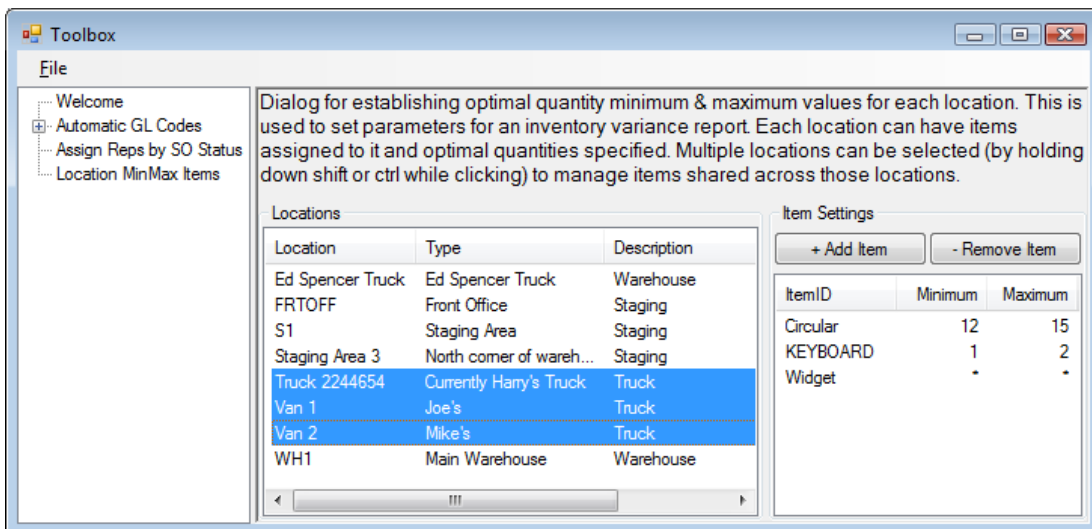 Toolbox
File
Welcome
Automatic GL Codes
Assign Reps by SO Status
Location MinMax Items
Dialog for establishing optimal quantity minimum & maximum values for each location. This is
used to set parameters for an inventory variance report. Each location can have items
assigned to it and optimal quantities specified. Multiple locations can be selected (by holding
down shift or ctrl while clicking) to manage items shared across those locations.
Locations
Location Type Description
Ed Spencer Truck Ed Spencer Truck Warehouse
FRTOFF Front Office Staging
S1 Staging Area Staging
Staging Area 3 North corner of wareh... Staging
Truck 2244654 Currently Harry's Truck Truck
Van 1 Joe's Truck
Van 2 Mike's Truck
WH1 Main Warehouse Warehouse
Item Settings
+ Add Item - Remove Item
ItemID Minimum Maximum
Circular 12 15
KEYBOARD 1 2
Widget * *